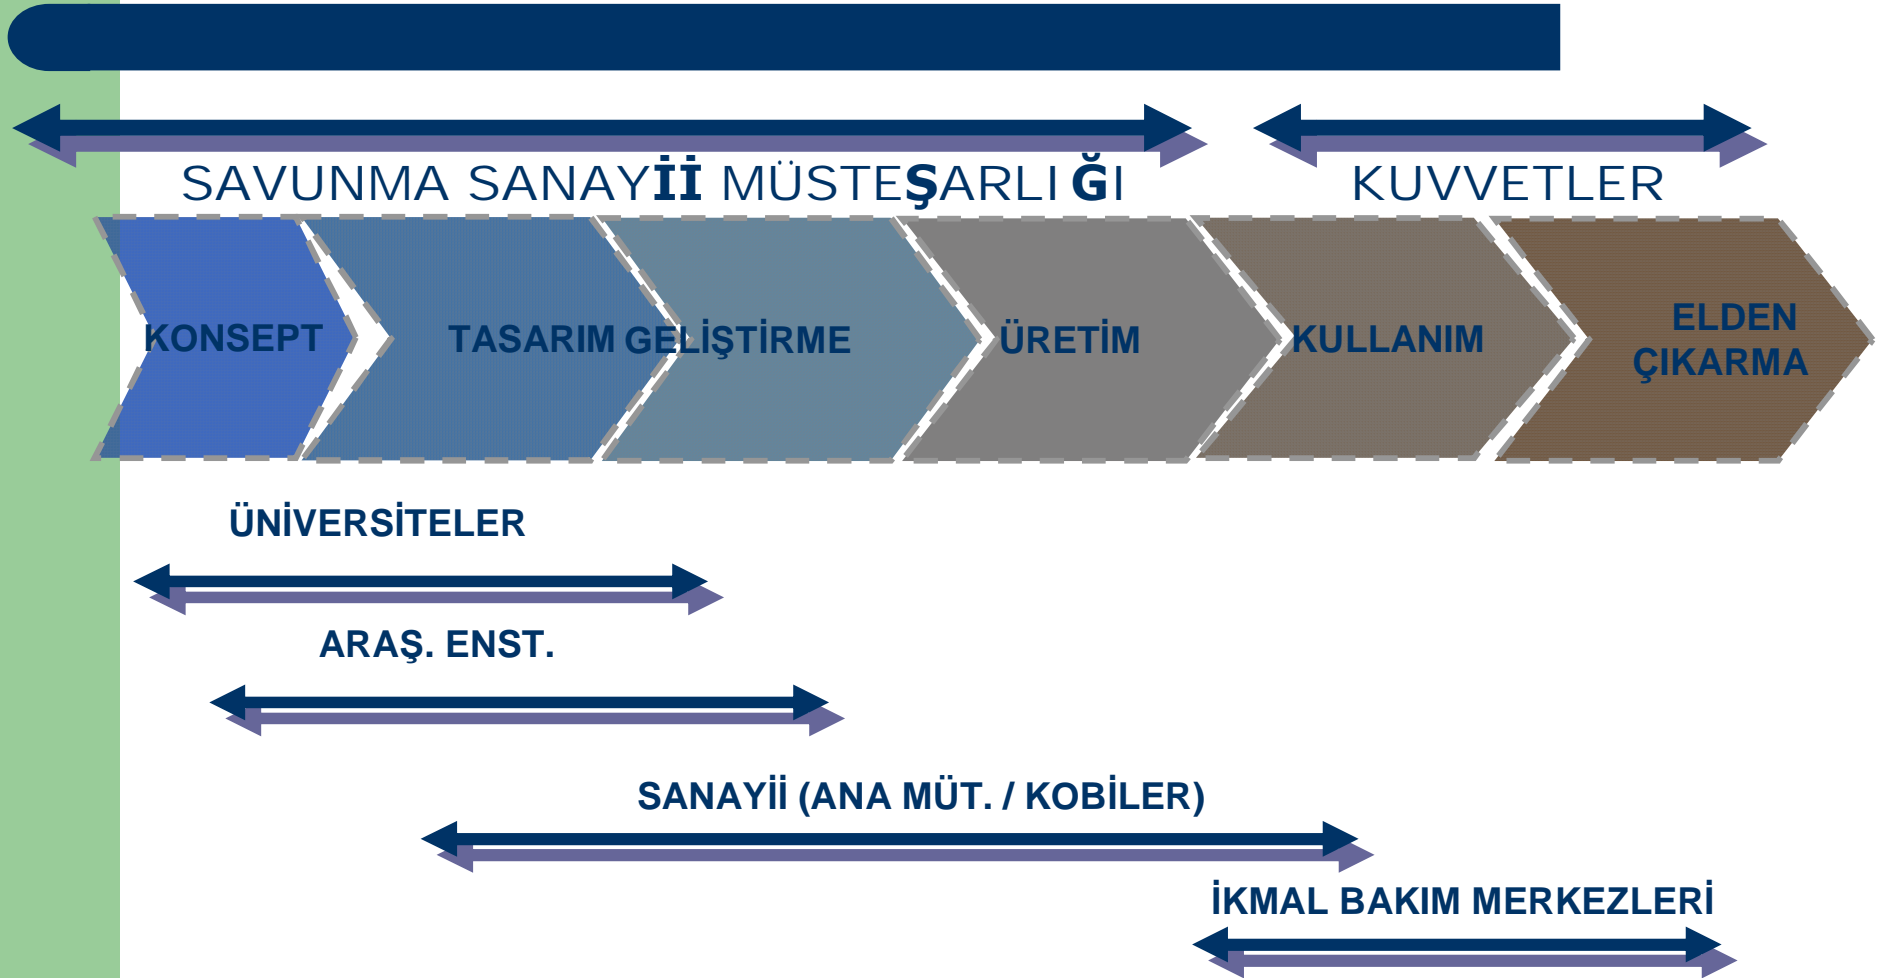 SAVUNMA SANAYİİ MÜSTEŞARLIĞI
KUVVETLER
KONSEPT
TASARIM
GELİŞTİRME
ÜRETİM
KULLANIM
ELDEN
ÇIKARMA
ÜNİVERSİTELER
ARAŞ. ENST.
SANAYİİ (ANA MÜT. / KOBİLER)
İKMAL BAKIM MERKEZLERİ